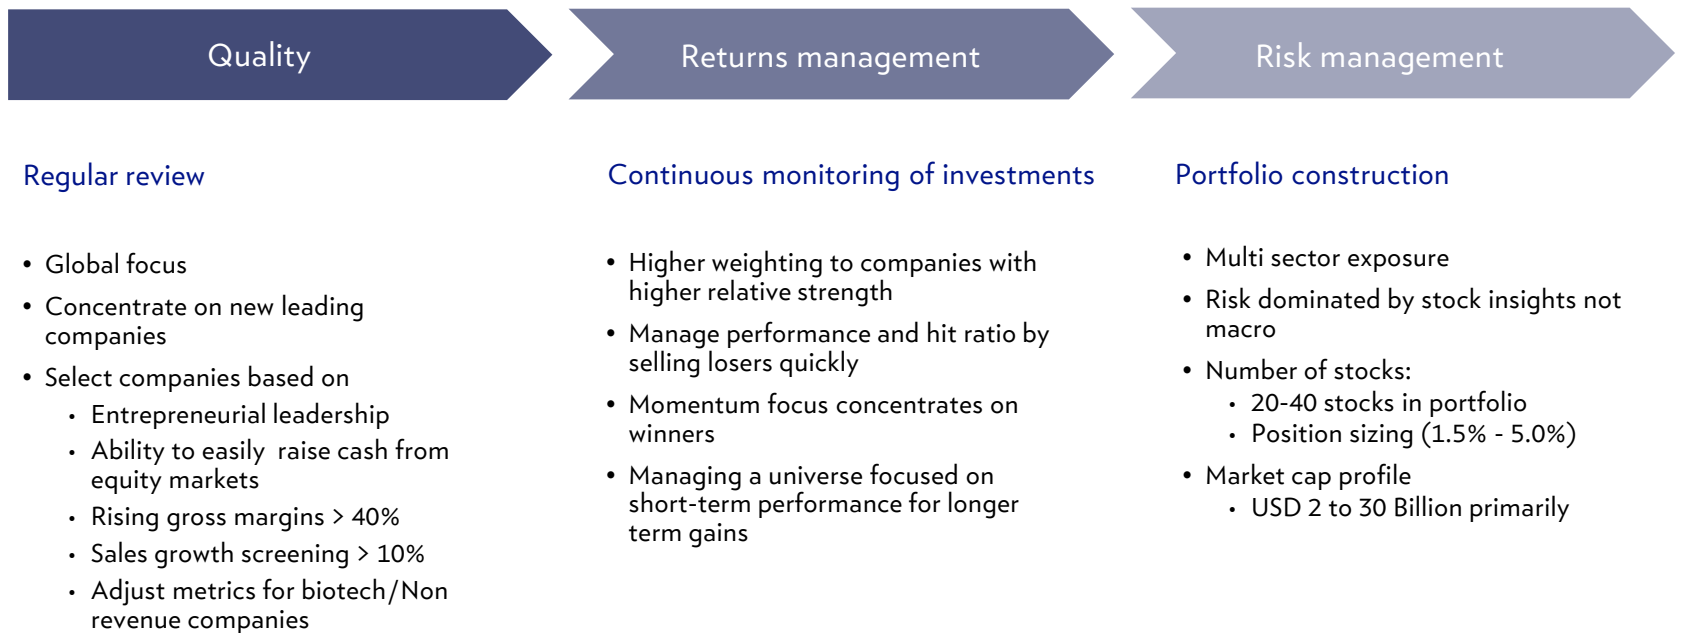 Quality
Returns management
Risk management
Regular review
• Global focus
• Concentrate on new leading
companies
• Select companies based on
• Entrepreneurial leadership
• Ability to easily  raise cash from
equity markets
• Rising gross margins > 40%
• Sales growth screening > 10%
• Adjust metrics for biotech/Non
revenue companies
Continuous monitoring of investments
• Higher weighting to companies with
higher relative strength
• Manage performance and hit ratio by
selling losers quickly
• Momentum focus concentrates on
winners
• Managing a universe focused on
short-term performance for longer
term gains
Portfolio construction
• Multi sector exposure
• Risk dominated by stock insights not
macro
• Number of stocks:
• 20-40 stocks in portfolio
• Position sizing (1.5% - 5.0%)
• Market cap profile
• USD 2 to 30 Billion primarily